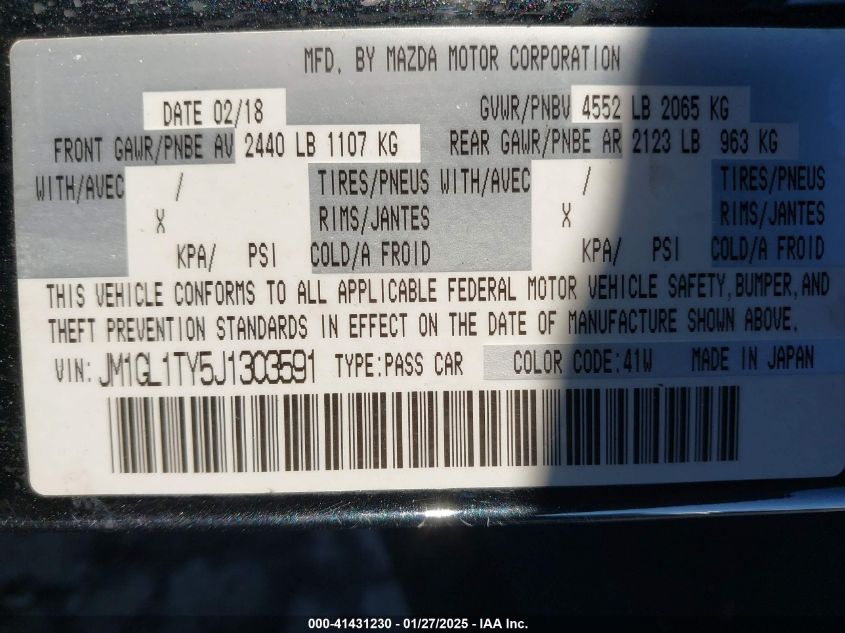 MFD. BY MAZDA MOTOR CORPORATION
DATE 02/18 GVWR/PNBV 4552 LB 2065 KG
FRONT GAWR/PNBE AV 2440 LB 1107 KG REAR GAWR/PNBE AR 2123 LB 963 KG
WITH/AVEC / TIRES/PNEUS WITH/AVEC / TIRES/PNEUS
X RIMS/JANTES X RIMS/JANTES
KPA/ PSI COLD/A FROID KPA/ PSI COLD/A FROID
THIS VEHICLE CONFORMS TO ALL APPLICABLE FEDERAL MOTOR VEHICLE SAFETY, BUMPER, AND
THEFT PREVENTION STANDARDS IN EFFECT ON THE DATE OF MANUFACTURE SHOWN ABOVE.
VIN: JM1GL1TY5J1303591 TYPE:PASS CAR COLOR CODE:41W MADE IN JAPAN
000-41431230 - 01/27/2025 - IAA Inc.